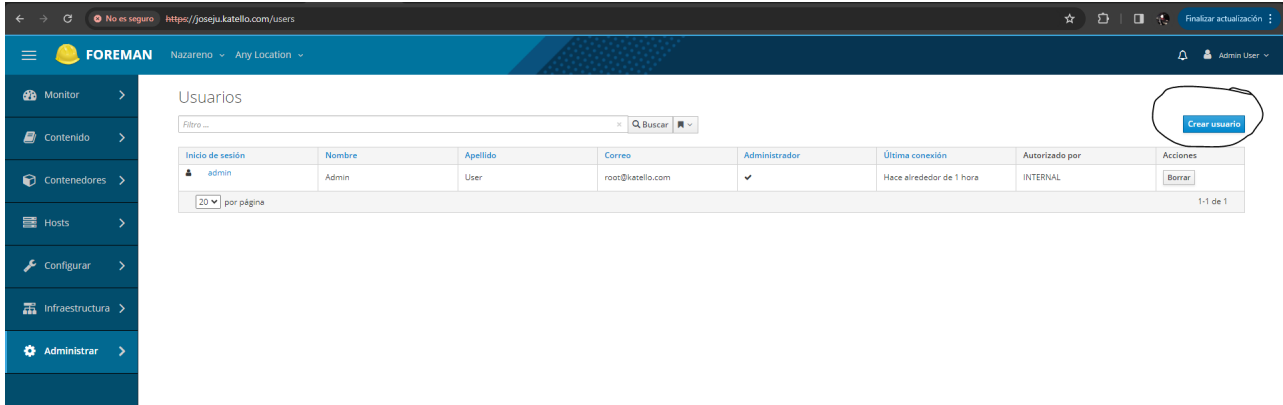 No es seguro https://joseju.katello.com/users Finalizar actualización
FOREMAN Nazareno Any Location Admin User
Monitor
Contenido
Contenedores
Hosts
Configurar
Infraestructura
Administrar
Usuarios
Filtro ... × Buscar
Crear usuario
Inicio de sesión Nombre Apellido Correo Administrador Última conexión Autorizado por Acciones
admin Admin User root@katello.com Hace alrededor de 1 hora INTERNAL Borrar
20 por página 1-1 de 1